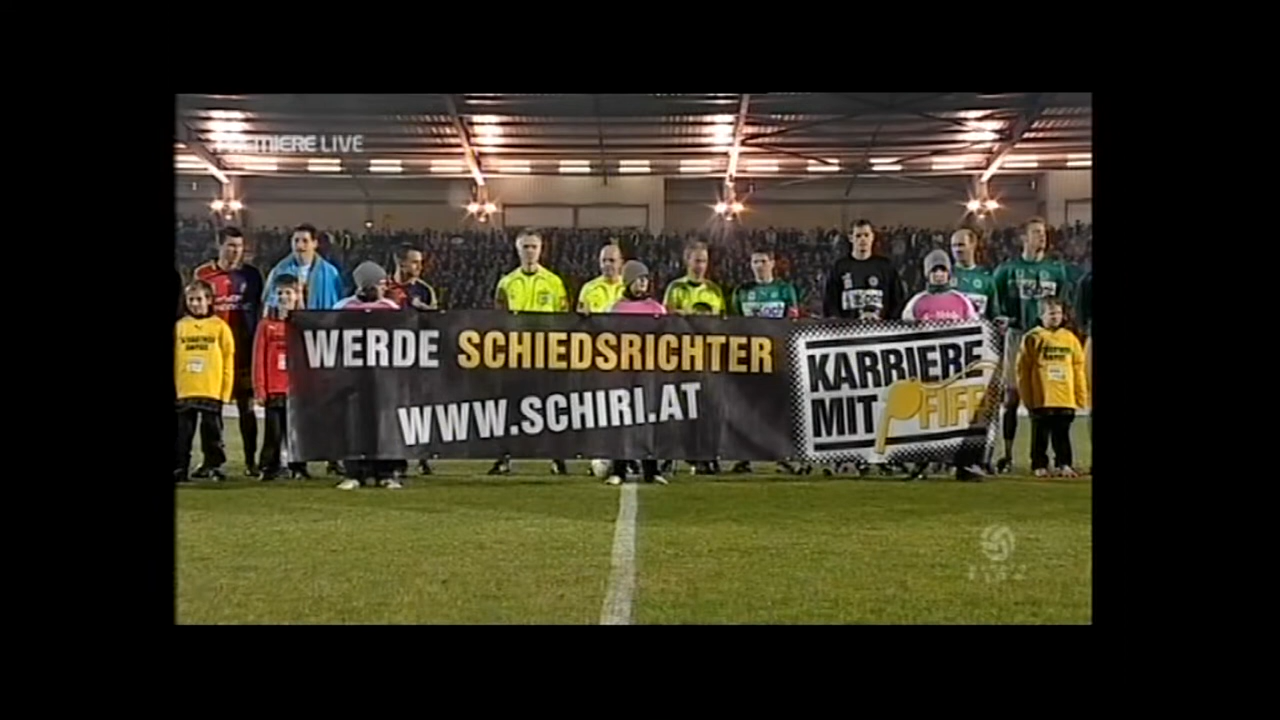 PREMIERE LIVE
WERDE SCHIEDSRICHTER
WWW.SCHIRI.AT
KARRIERE
MIT PFIFF